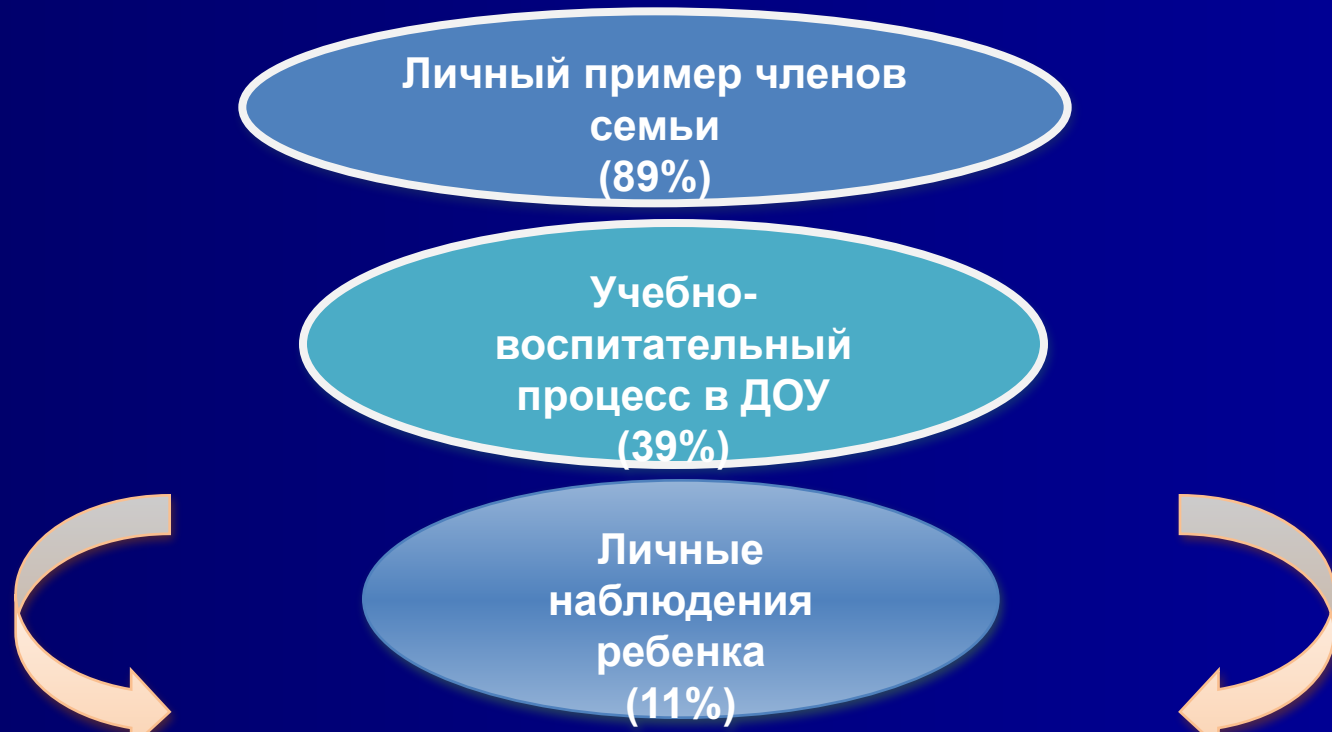 Личный пример членов
семьи
(89%)
Учебно-
воспитательный
процесс в ДОУ
(39%)
Личные
наблюдения
ребенка
(11%)